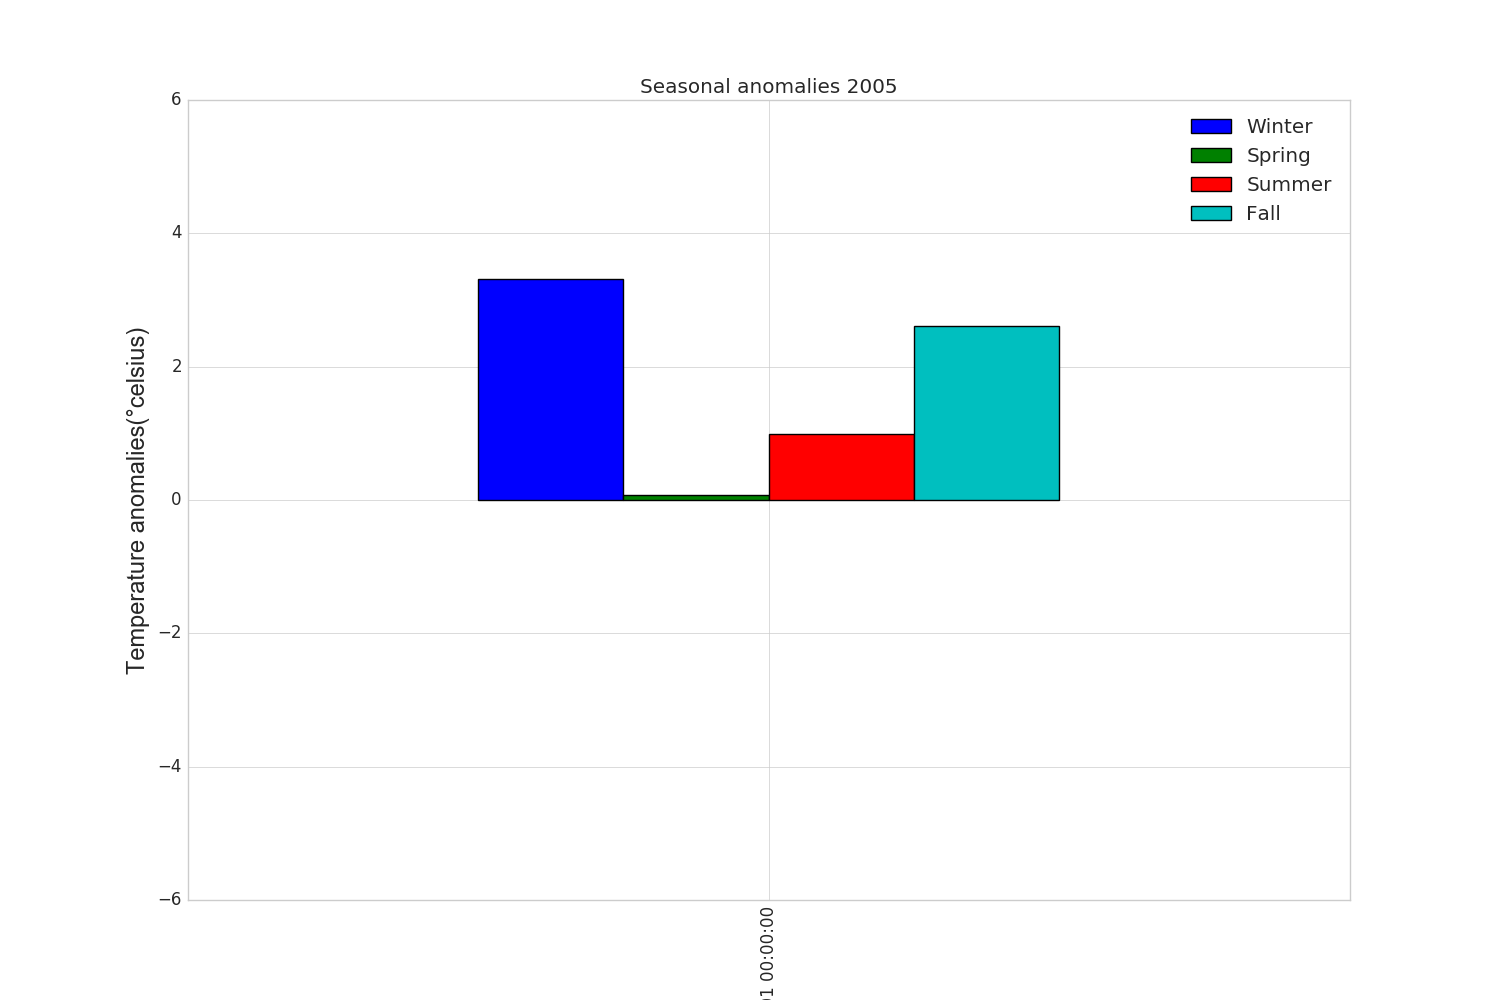 Seasonal anomalies 2005
Winter
Spring
Summer
Fall
Temperature anomalies(°celsius)
6
4
2
0
−2
−4
−6
01 00:00:00